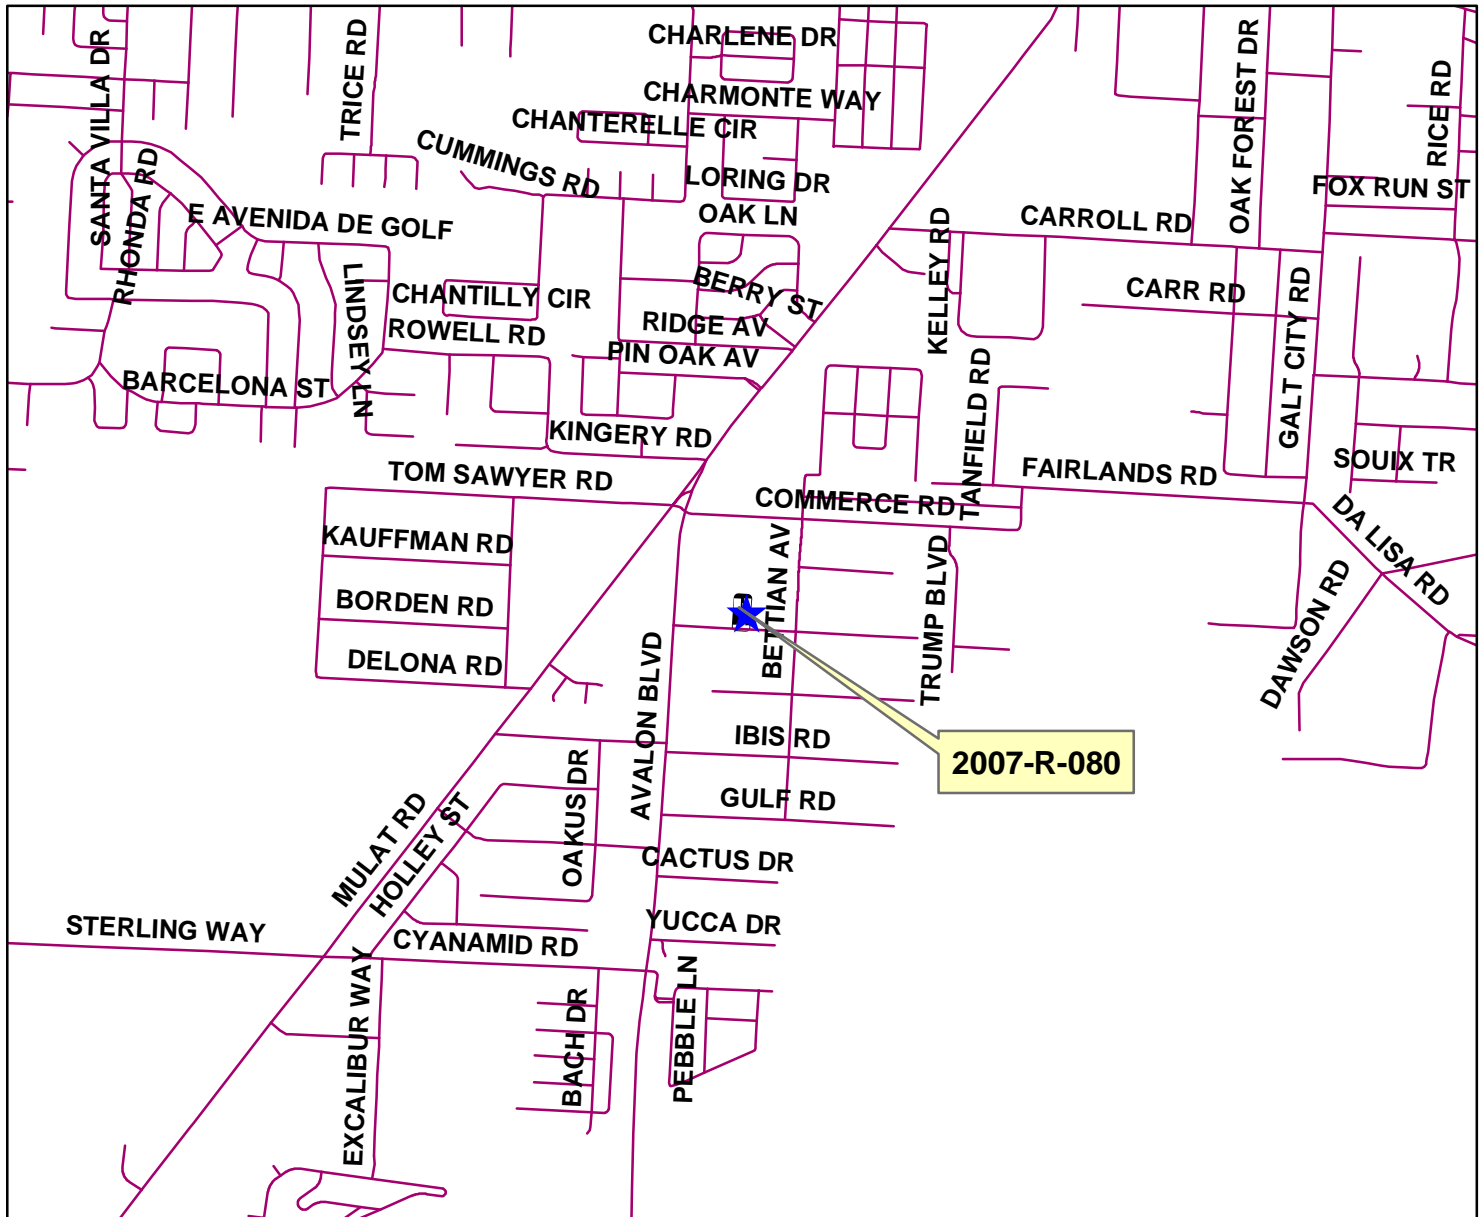 CHARLENE DR
TRICE RD
SANTA VILLA DR
OAK FOREST DR
RICE RD
CHARMONTE WAY
CHANTERELLE CIR
CUMMINGS RD
LORING DR
FOX RUN ST
OAK LN
E AVENIDA DE GOLF
RHONDA RD
CARROLL RD
KELLEY RD
BERRY ST
CHANTILLY CIR
CARR RD
GALT CITY RD
LINDSEY LN
ROWELL RD
RIDGE AV
PIN OAK AV
BARCELONA ST
TANFIELD RD
KINGERY RD
SOUIX TR
TOM SAWYER RD
FAIRLANDS RD
COMMERCE RD
DA LISA RD
KAUFFMAN RD
BETTIAN AV
TRUMP BLVD
DAWSON RD
BORDEN RD
DELONA RD
AVALON BLVD
IBIS RD
2007-R-080
OAKUS DR
GULF RD
MULAT RD
HOLLEY ST
CACTUS DR
YUCCA DR
STERLING WAY
CYANAMID RD
EXCALIBUR WAY
BACH DR
PEBBLE LN